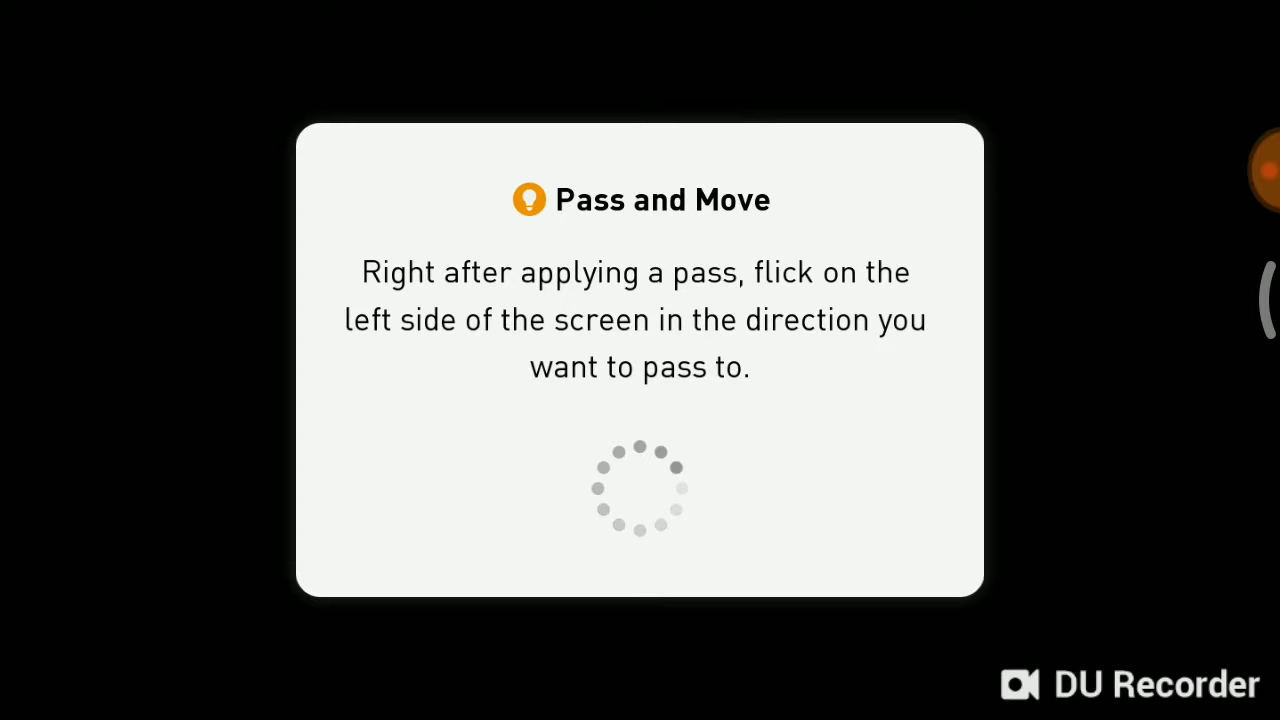 Pass and Move
Right after applying a pass, flick on the
left side of the screen in the direction you
want to pass to.
DU Recorder